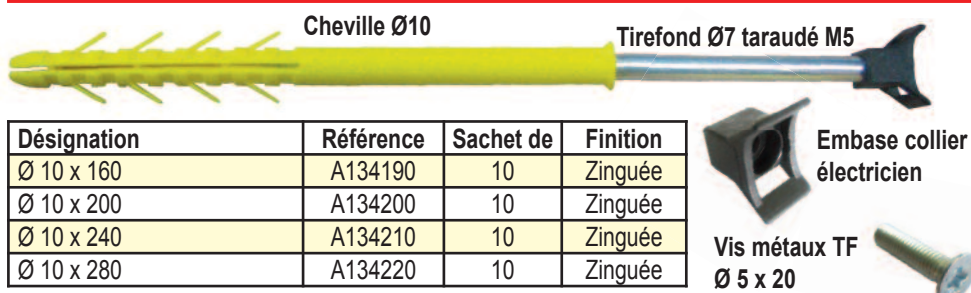 Cheville Ø10
Tirefond Ø7 taraudé M5
Désignation Référence Sachet de Finition
Ø 10 x 160 A134190 10 Zinguée
Ø 10 x 200 A134200 10 Zinguée
Ø 10 x 240 A134210 10 Zinguée
Ø 10 x 280 A134220 10 Zinguée
Embase collier
électricien
Vis métaux TF
Ø 5 x 20